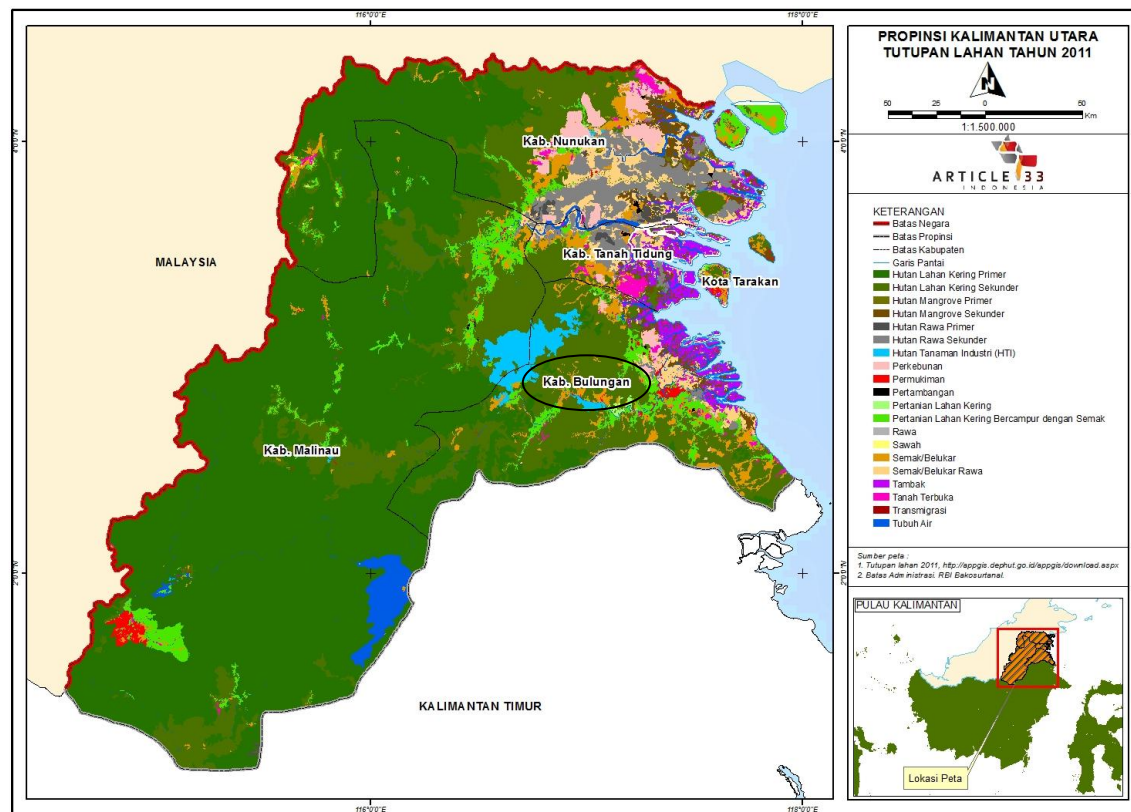 116°0'0"E
118°0'0"E
4°0'0"N
2°0'0"N
MALAYSIA
Kab. Nunukan
Kab. Tanah Tidung
Kota Tarakan
Kab. Bulungan
Kab. Malinau
KALIMANTAN TIMUR
116°0'0"E
118°0'0"E
4°0'0"N
2°0'0"N
PROPINSI KALIMANTAN UTARA
TUTUPAN LAHAN TAHUN 2011
N
50 25 0 50
Km
1:1.500.000
ARTICLE 33
INDONESIA
KETERANGAN
Batas Negara
Batas Propinsi
Batas Kabupaten
Garis Pantai
Hutan Lahan Kering Primer
Hutan Lahan Kering Sekunder
Hutan Mangrove Primer
Hutan Mangrove Sekunder
Hutan Rawa Primer
Hutan Rawa Sekunder
Hutan Tanaman Industri (HTI)
Perkebunan
Permukiman
Pertambangan
Pertanian Lahan Kering
Pertanian Lahan Kering Bercampur dengan Semak
Rawa
Sawah
Semak/Belukar
Semak/Belukar Rawa
Tambak
Tanah Terbuka
Transmigrasi
Tubuh Air
Sumber peta :
1. Tutupan lahan 2011, http://appgis.dephut.go.id/appgis/download.aspx
2. Batas Administrasi. RBI Bakosurtanal.
PULAU KALIMANTAN
Lokasi Peta